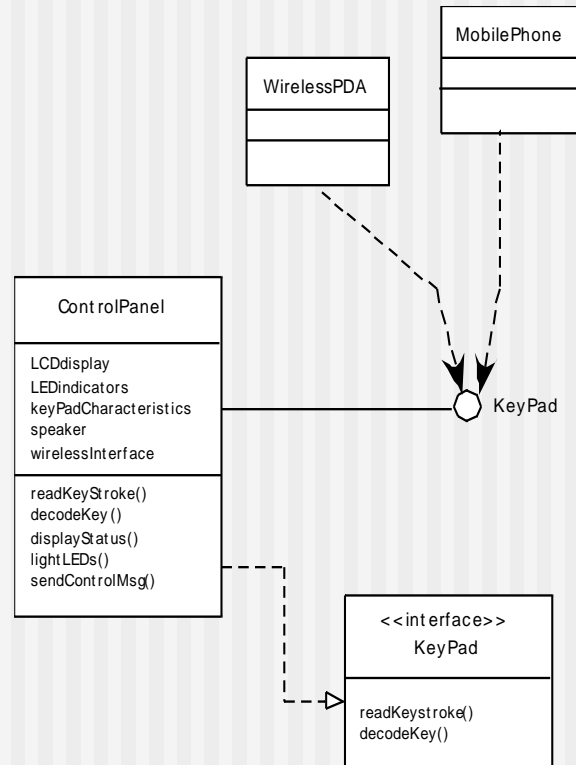 MobilePhone
WirelessPDA
ControlPanel
LCDdisplay
LEDindicators
keyPadCharacteristics
speaker
wirelessInterface
KeyPad
readKeyStroke()
decodeKey()
displayStatus()
lightLEDs()
sendControlMsg()
<<interface>>
KeyPad
readKeystroke()
decodeKey()